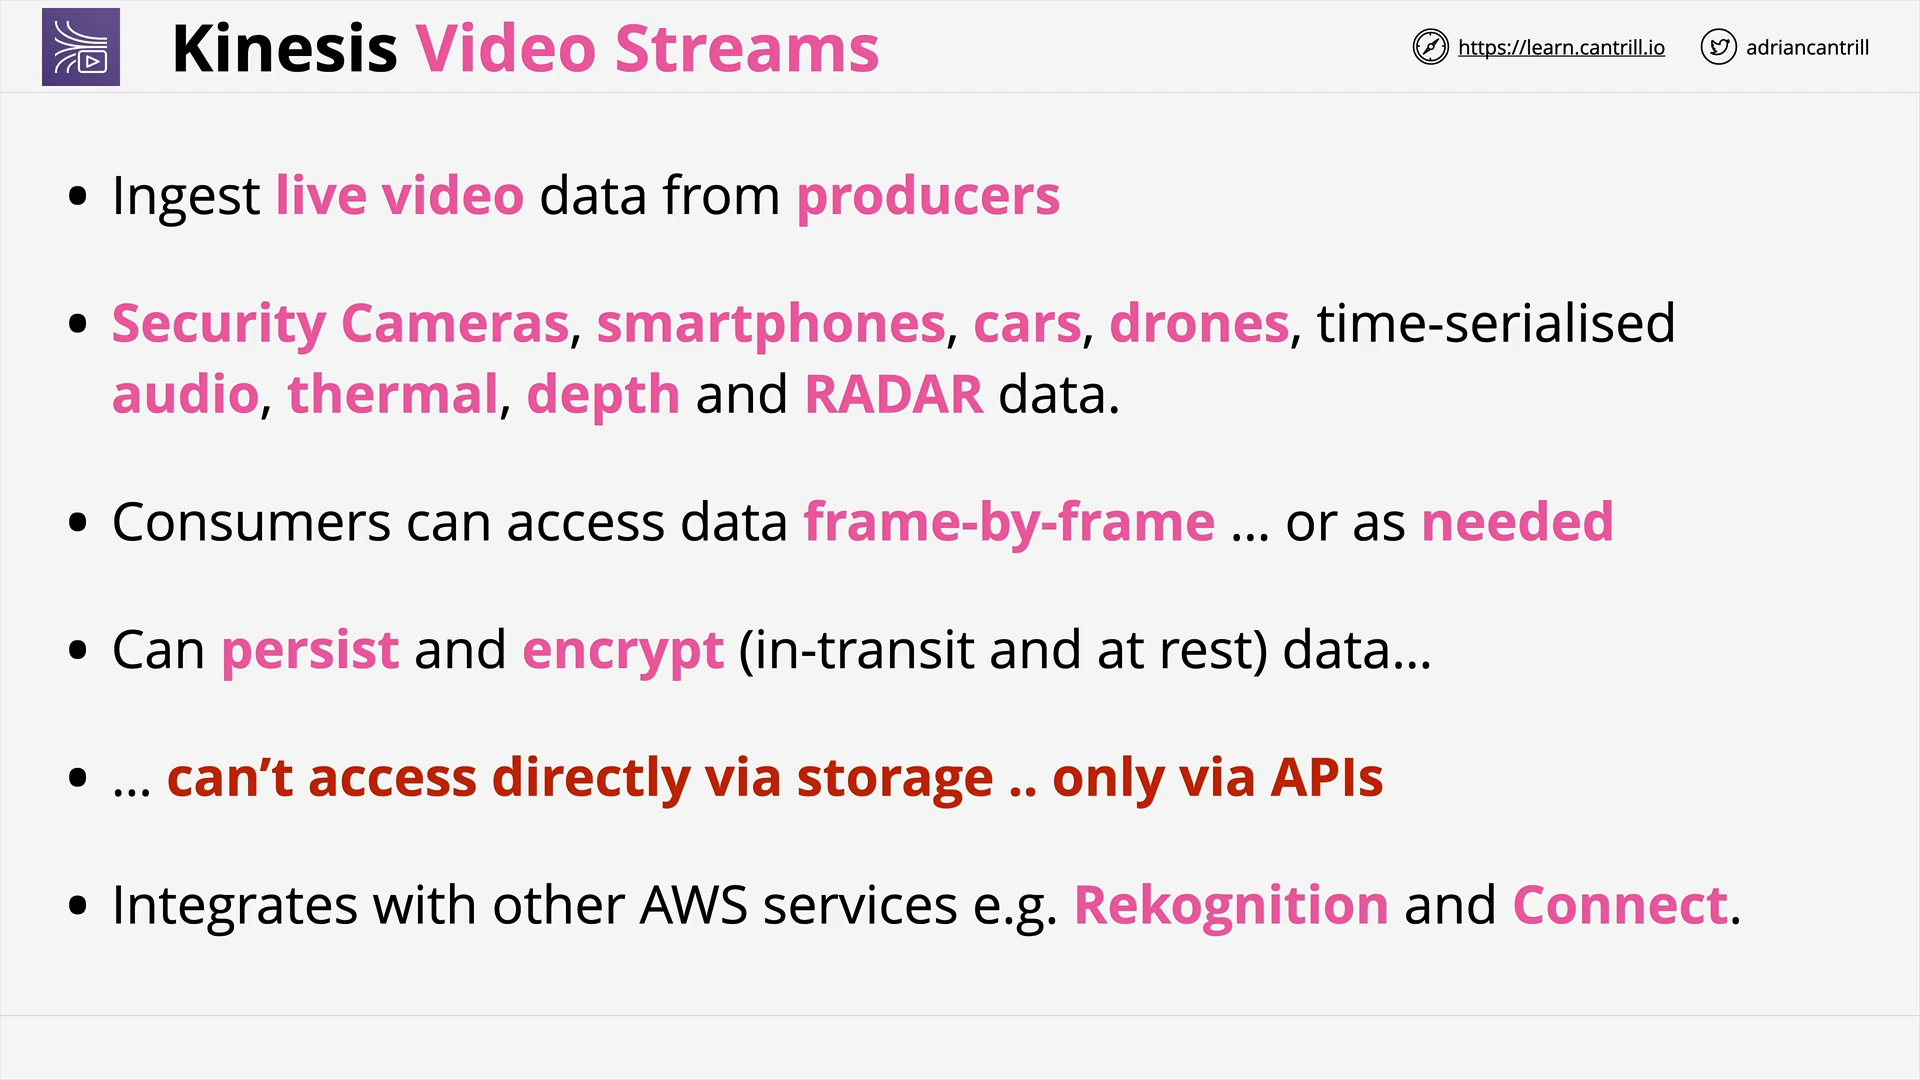 Kinesis Video Streams
https://learn.cantrill.io
adriancantrill
• Ingest live video data from producers
• Security Cameras, smartphones, cars, drones, time-serialised
audio, thermal, depth and RADAR data.
• Consumers can access data frame-by-frame ... or as needed
• Can persist and encrypt (in-transit and at rest) data...
• ... can’t access directly via storage .. only via APIs
• Integrates with other AWS services e.g. Rekognition and Connect.